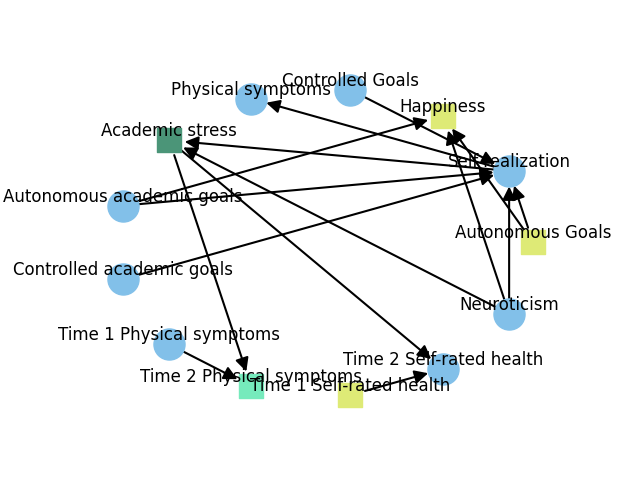 Controlled Goals
Physical symptoms
Happiness
Academic stress
Self-realization
Autonomous academic goals
Autonomous Goals
Controlled academic goals
Neuroticism
Time 1 Physical symptoms
Time 2 Self-rated health
Time 2 Physical symptoms
Time 1 Self-rated health